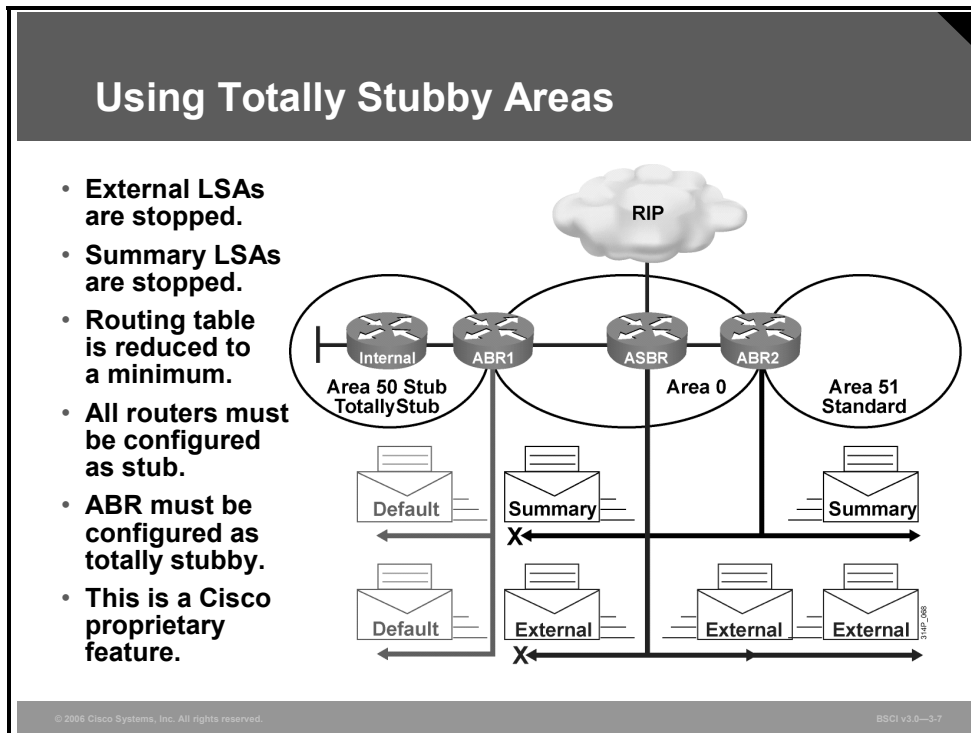 Using Totally Stubby Areas
• External LSAs
are stopped.
• Summary LSAs
are stopped.
• Routing table
is reduced to
a minimum.
• All routers must
be configured
as stub.
• ABR must be
configured as
totally stubby.
• This is a Cisco
proprietary
feature.
RIP
Internal
ABR1
ASBR
ABR2
Area 50 Stub
TotallyStub
Area 0
Area 51
Standard
Default
Summary
Summary
X
Default
External
External
External
X
314P_068
© 2006 Cisco Systems, Inc. All rights reserved.
BSCI v3.0—3-7